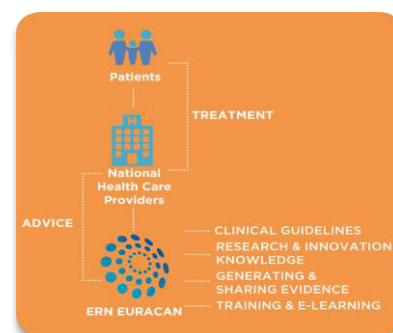 Patients
TREATMENT
H
National
Health Care
Providers
ADVICE
CLINICAL GUIDELINES
RESEARCH & INNOVATION
KNOWLEDGE
GENERATING &
SHARING EVIDENCE
TRAINING & E-LEARNING
ERN EURACAN